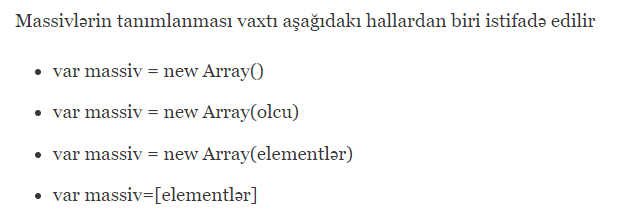 Massivlərin tanımlanması vaxtı aşağıdakı hallardan biri istifadə edilir
• var massiv = new Array()
• var massiv = new Array(olcu)
• var massiv = new Array(elementlər)
• var massiv=[elementlər]